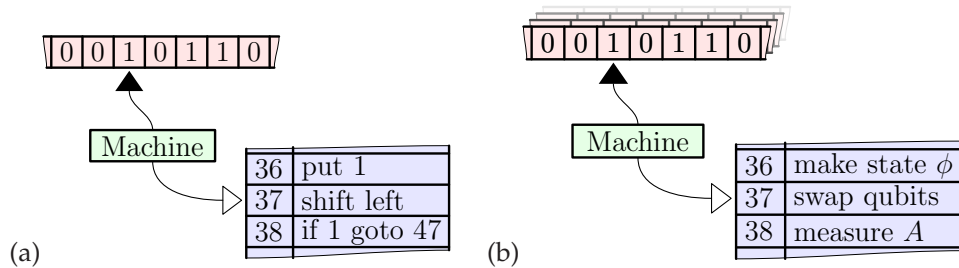 0 0 1 0 1 1 0
Machine
36 put 1
37 shift left
38 if 1 goto 47
(a)
0 0 1 0 1 1 0
Machine
36 make state ϕ
37 swap qubits
38 measure A
(b)